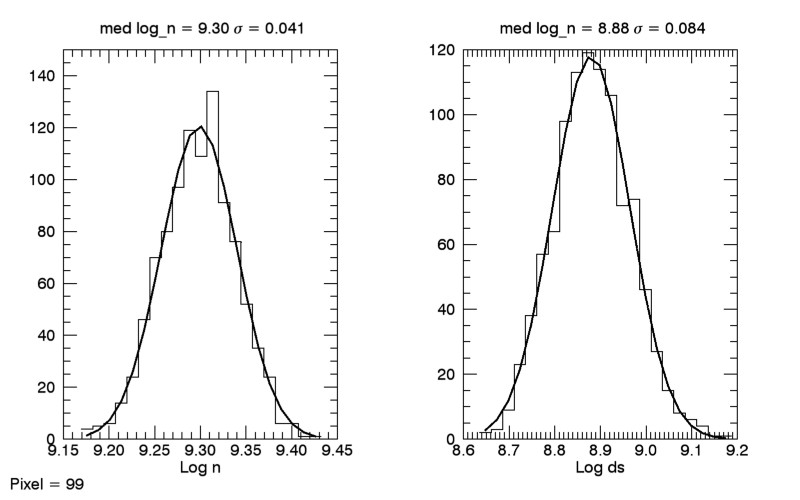 med log_n = 9.30 σ = 0.041
med log_n = 8.88 σ = 0.084
140
120
100
80
60
40
20
0
9.15 9.20 9.25 9.30 9.35 9.40 9.45
Log n
120
100
80
60
40
20
0
8.6 8.7 8.8 8.9 9.0 9.1 9.2
Log ds
Pixel = 99